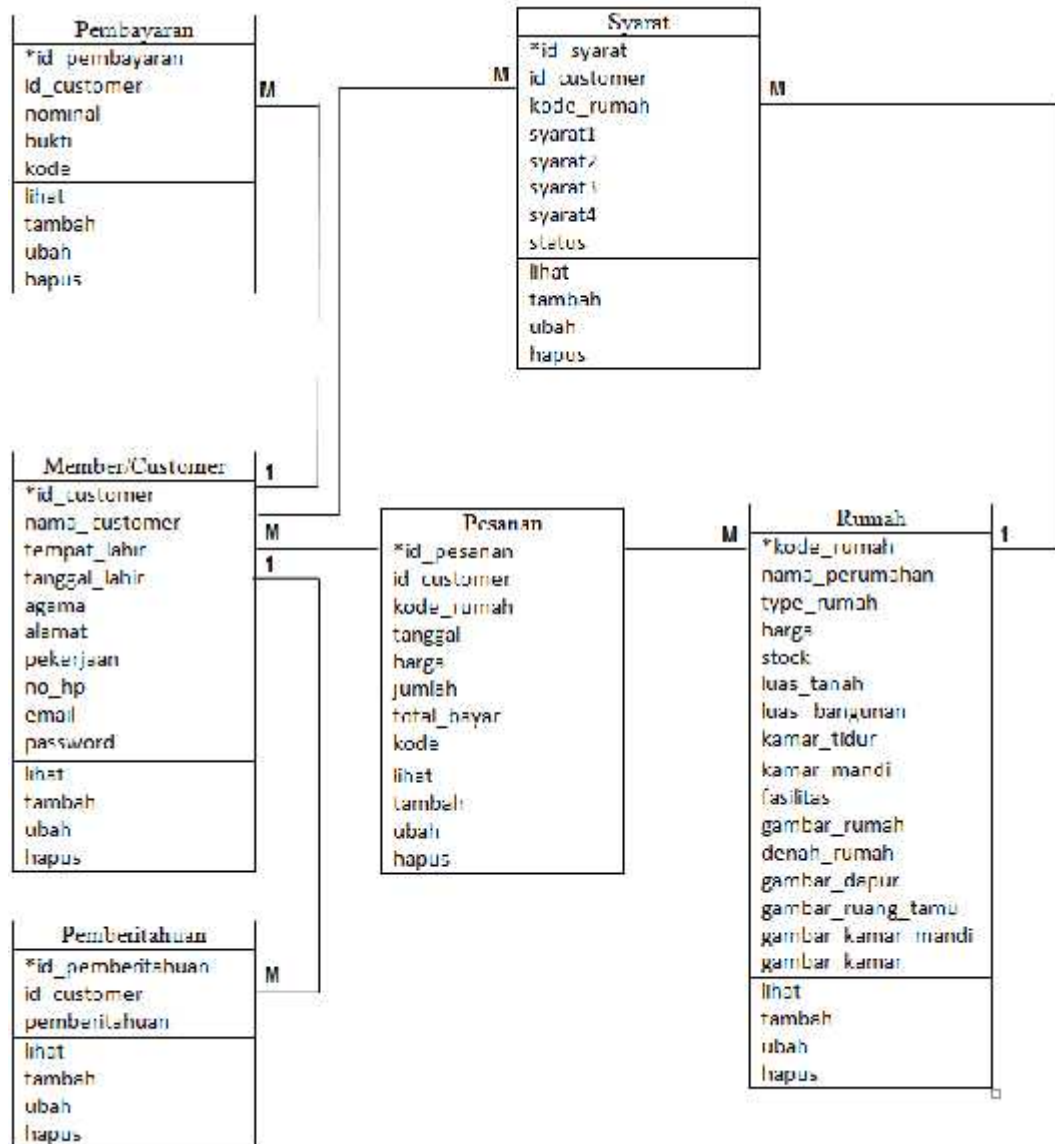 Pembayaran
*id_pembayaran
id_customer
nominal
bukti
kode
lihat
tambah
ubah
hapus
M
Syarat
*id_syarat
id_customer
kode_rumah
syarat1
syarat2
syarat3
syarat4
status
lihat
tambah
ubah
hapus
M
M
Member/Customer
*id_customer
nama_customer
tempat_lahir
tanggal_lahir
agama
alamat
pekerjaan
no_hp
email
password
lihat
tambah
ubah
hapus
1
M
1
Pesanan
*id_pesanan
id_customer
kode_rumah
tanggal
harga
jumlah
total_bayar
kode
lihat
tambah
ubah
hapus
M
Rumah
*kode_rumah
nama_perumahan
type_rumah
harga
stock
luas_tanah
luas_bangunan
kamar_tidur
kamar_mandi
fasilitas
gambar_rumah
denah_rumah
gambar_dapur
gambar_ruang_tamu
gambar_kamar_mandi
gambar_kamar
lihat
tambah
ubah
hapus
1
Pemberitahuan
*id_pemberitahuan
id_customer
pemberitahuan
lihat
tambah
ubah
hapus
M